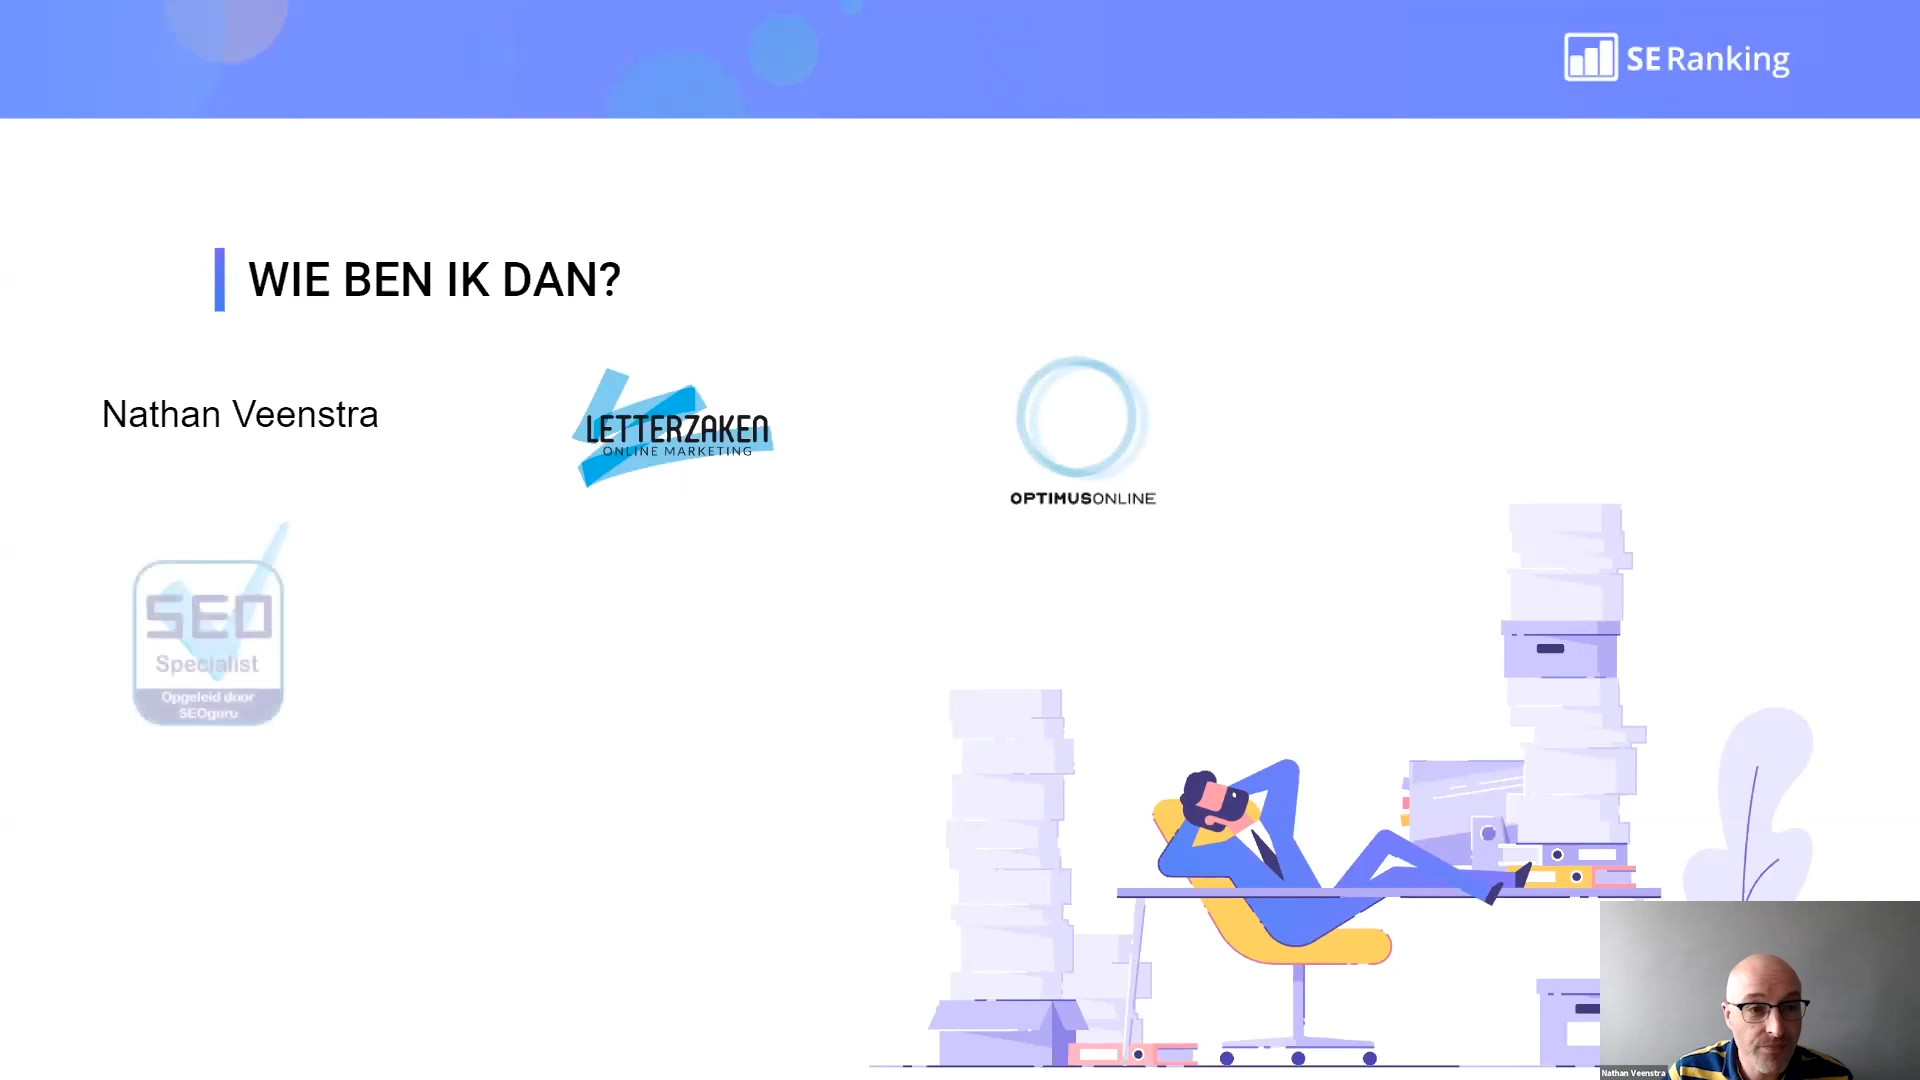 SE Ranking
WIE BEN IK DAN?
Nathan Veenstra
LETTERZAKEN
ONLINE MARKETING
OPTIMUSONLINE
SEO
Specialist
Opgeleid door
SEOguru
Nathan Veenstra